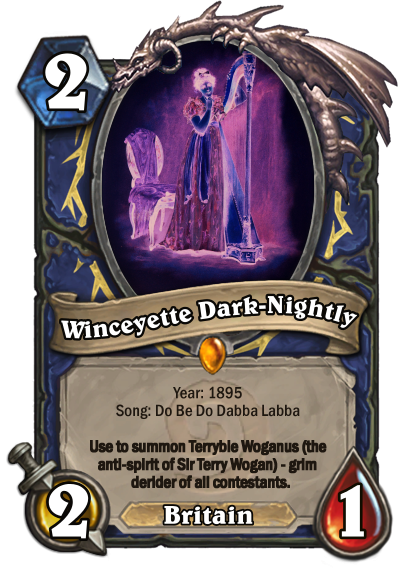 2
Winceyette Dark-Nightly
Year: 1895
Song: Do Be Do Dabba Labba
Use to summon Terryble Woganus (the
anti-spirit of Sir Terry Wogan) - grim
derider of all contestants.
2
Britain
1